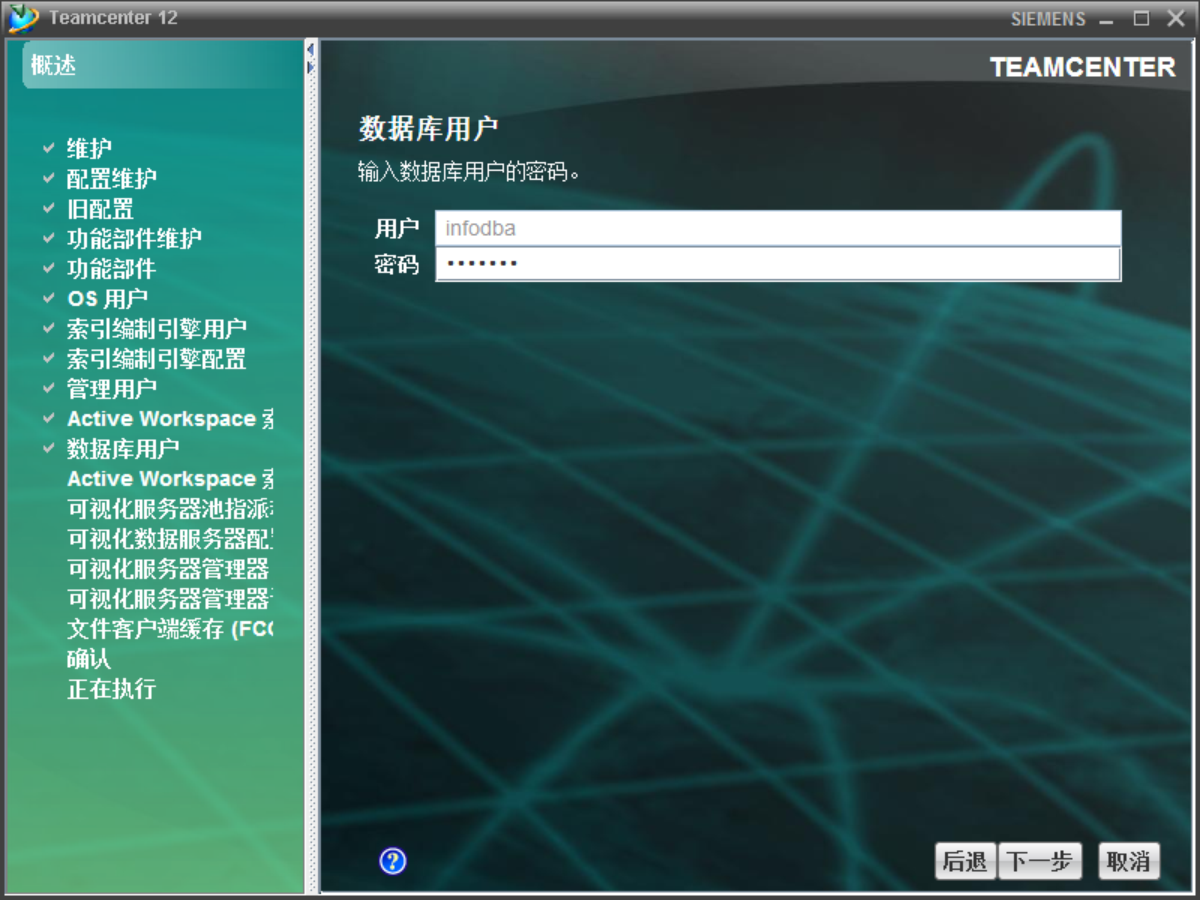 Teamcenter 12
SIEMENS
概述
TEAMCENTER
维护
配置维护
旧配置
功能部件维护
功能部件
OS 用户
索引编制引擎用户
索引编制引擎配置
管理用户
Active Workspace
数据库用户
Active Workspace
可视化服务器池指派
可视化数据服务器配
可视化服务器管理器
可视化服务器管理器
文件客户端缓存 (FCC
确认
正在执行
数据库用户
输入数据库用户的密码。
用户 infodba
密码 •••••••
?
后退 下一步 取消